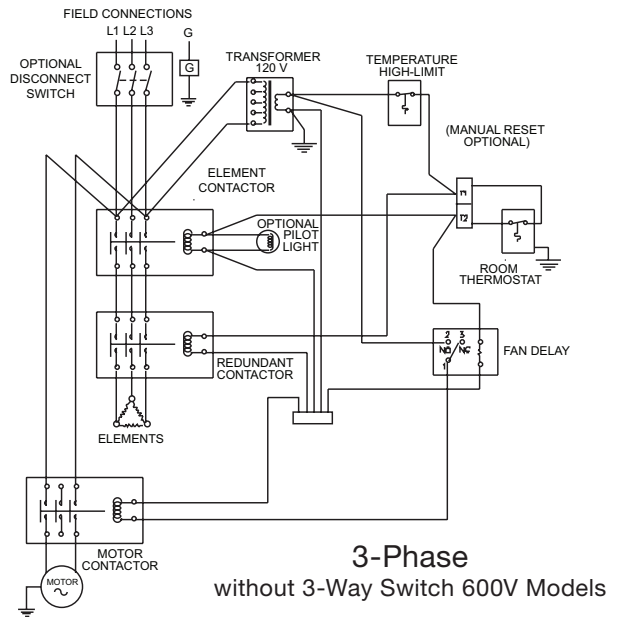 FIELD CONNECTIONS
L1 L2 L3
G
G
OPTIONAL
DISCONNECT
SWITCH
TRANSFORMER
120 V
TEMPERATURE
HIGH-LIMIT
(MANUAL RESET
OPTIONAL)
ELEMENT
CONTACTOR
OPTIONAL
PILOT
LIGHT
T1
T2
ROOM
THERMOSTAT
2 3
NO NC
1
FAN DELAY
REDUNDANT
CONTACTOR
ELEMENTS
MOTOR
CONTACTOR
MOTOR
3-Phase
without 3-Way Switch 600V Models